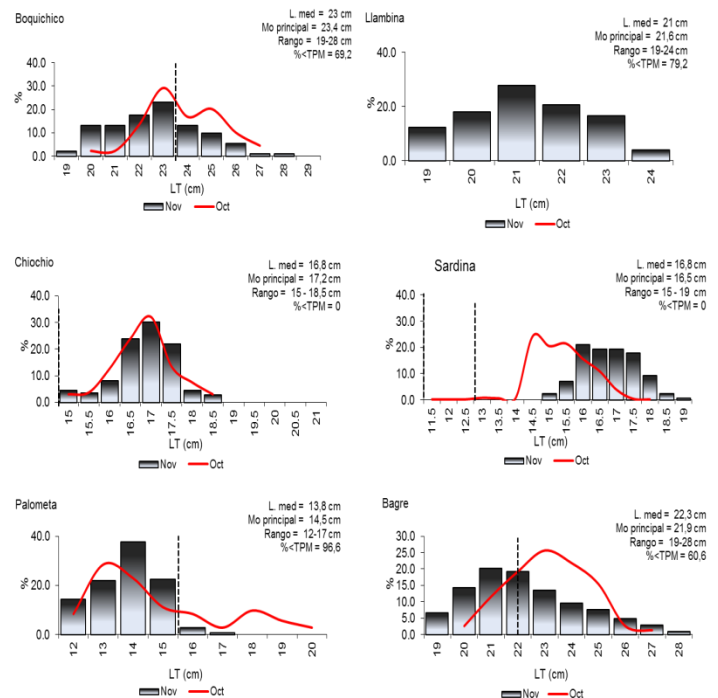 Boquichico
L. med = 23 cm
Mo principal = 23,4 cm
Rango = 19-28 cm
%<TPM = 69,2
40.0
30.0
20.0
10.0
0.0
%
19 20 21 22 23 24 25 26 27 28 29
LT (cm)
Nov Oct
Llambina
L. med = 21 cm
Mo principal = 21,6 cm
Rango = 19-24 cm
%<TPM = 79,2
40.0
20.0
0.0
%
19 20 21 22 23 24
LT (cm)
Nov Oct
Chiochio
L. med = 16,8 cm
Mo principal = 17,2 cm
Rango = 15 - 18,5 cm
%<TPM = 0
40.0
30.0
20.0
10.0
0.0
%
15 15.5 16 16.5 17 17.5 18 18.5 19 19.5 20 20.5 21
LT (cm)
Nov Oct
Sardina
L. med = 16,8 cm
Mo principal = 16,5 cm
Rango = 15 - 19 cm
%<TPM = 0
40.0
30.0
20.0
10.0
0.0
%
11.5 12 12.5 13 13.5 14 14.5 15 15.5 16 16.5 17 17.5 18 18.5 19
LT (cm)
Nov Oct
Palometa
L. med = 13,8 cm
Mo principal = 14,5 cm
Rango = 12-17 cm
%<TPM = 96,6
40.0
20.0
0.0
%
12 13 14 15 16 17 18 19 20
LT (cm)
Nov Oct
Bagre
L. med = 22,3 cm
Mo principal = 21,9 cm
Rango = 19-28 cm
%<TPM = 60,6
30.0
25.0
20.0
15.0
10.0
5.0
0.0
%
19 20 21 22 23 24 25 26 27 28
LT (cm)
Nov Oct